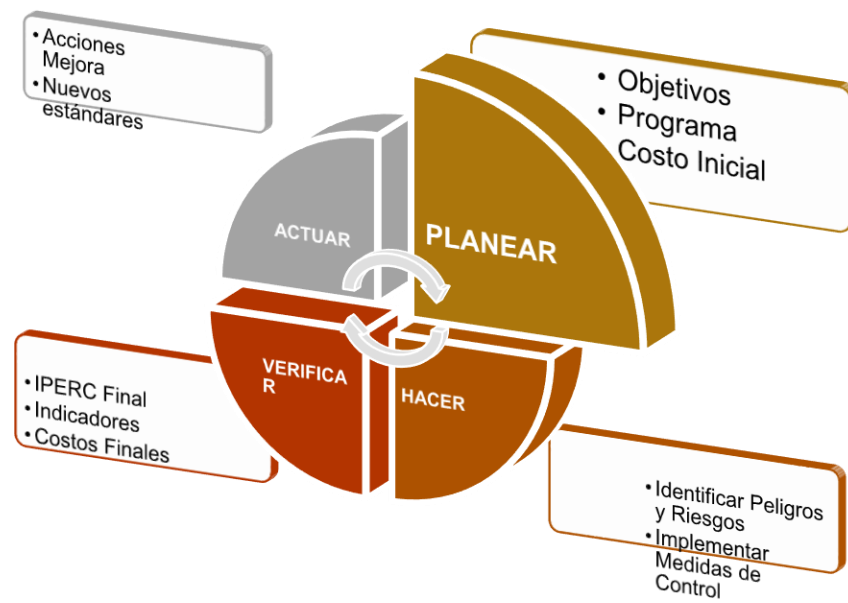 • Acciones
Mejora
• Nuevos
estándares
• Objetivos
• Programa
Costo Inicial
ACTUAR
PLANEAR
VERIFICA
R
HACER
• IPERC Final
• Indicadores
• Costos Finales
• Identificar Peligros
y Riesgos
• Implementar
Medidas de
Control